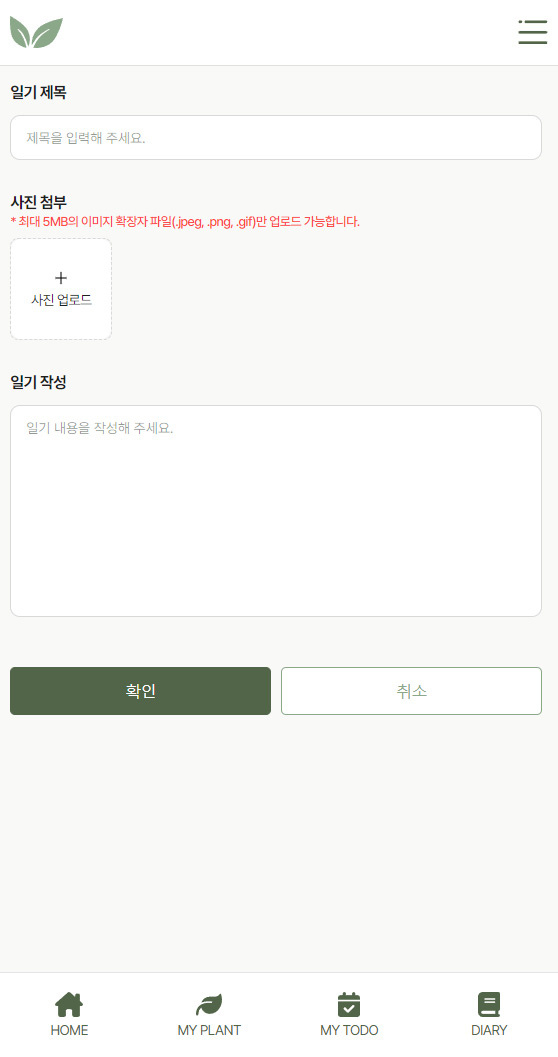 일기 제목
제목을 입력해 주세요.
사진 첨부
* 최대 5MB의 이미지 확장자 파일(.jpeg, .png, .gif)만 업로드 가능합니다.
+
사진 업로드
일기 작성
일기 내용을 작성해 주세요.
확인 취소
HOME MY PLANT MY TODO DIARY